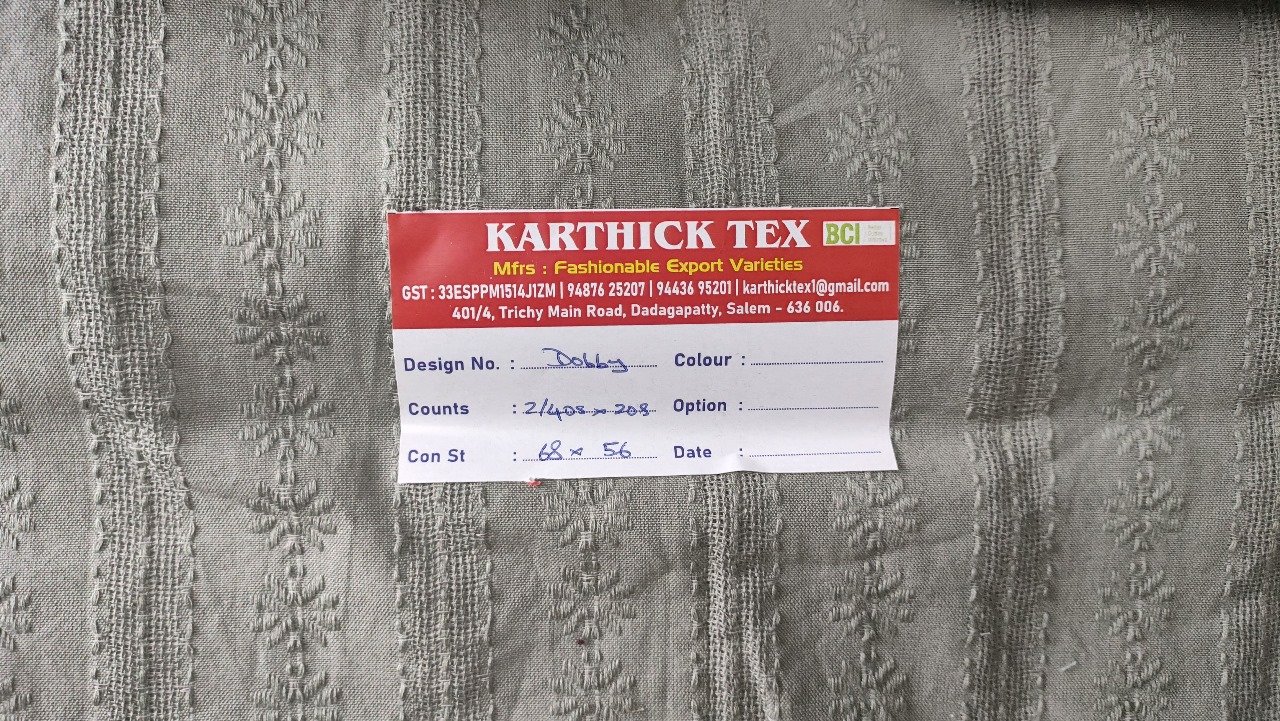 KARTHICK TEX BCI
Mfrs : Fashionable Export Varieties
GST : 33ESPPM1514J1ZM | 94876 25207 | 94436 95201 | karthicktex1@gmail.com
401/4, Trichy Main Road, Dadagapatty, Salem - 636 006.
Design No. : Dobby Colour :
Counts : 2/40s x 20s Option :
Con St : 68 x 56 Date :